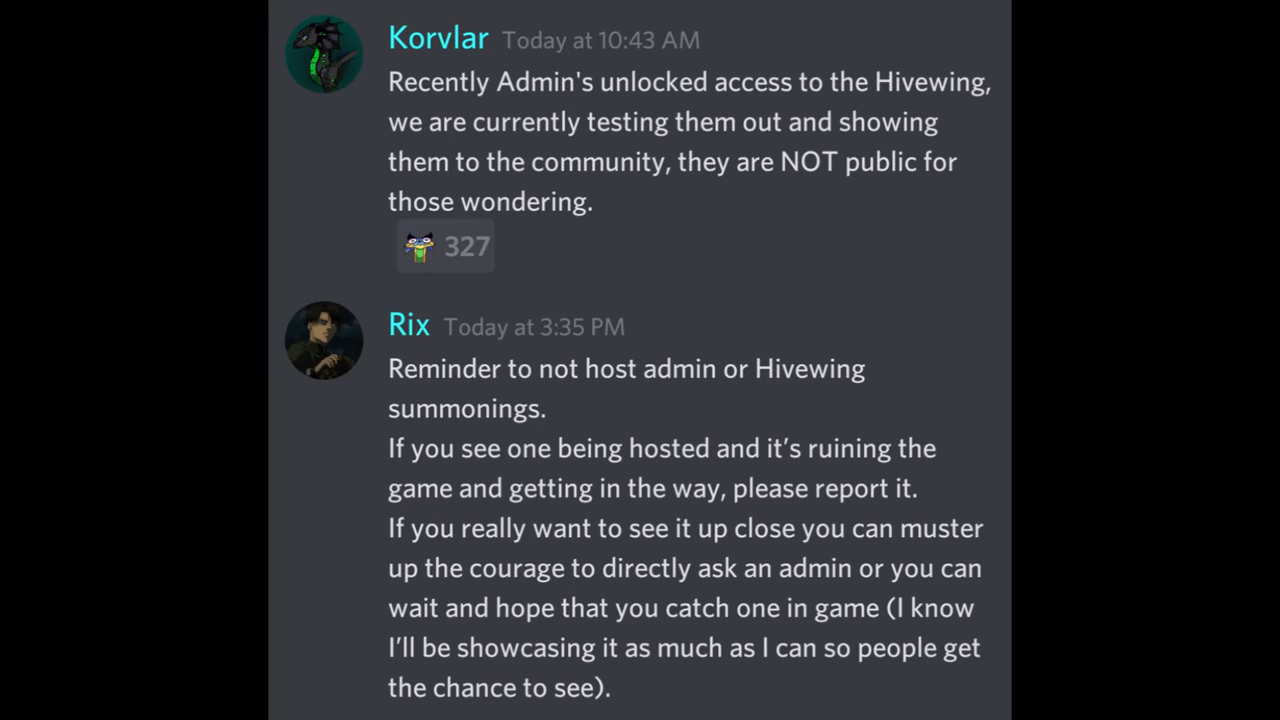 Korvlar Today at 10:43 AM
Recently Admin's unlocked access to the Hivewing,
we are currently testing them out and showing
them to the community, they are NOT public for
those wondering.
327
Rix Today at 3:35 PM
Reminder to not host admin or Hivewing
summonings.
If you see one being hosted and it’s ruining the
game and getting in the way, please report it.
If you really want to see it up close you can muster
up the courage to directly ask an admin or you can
wait and hope that you catch one in game (I know
I’ll be showcasing it as much as I can so people get
the chance to see).